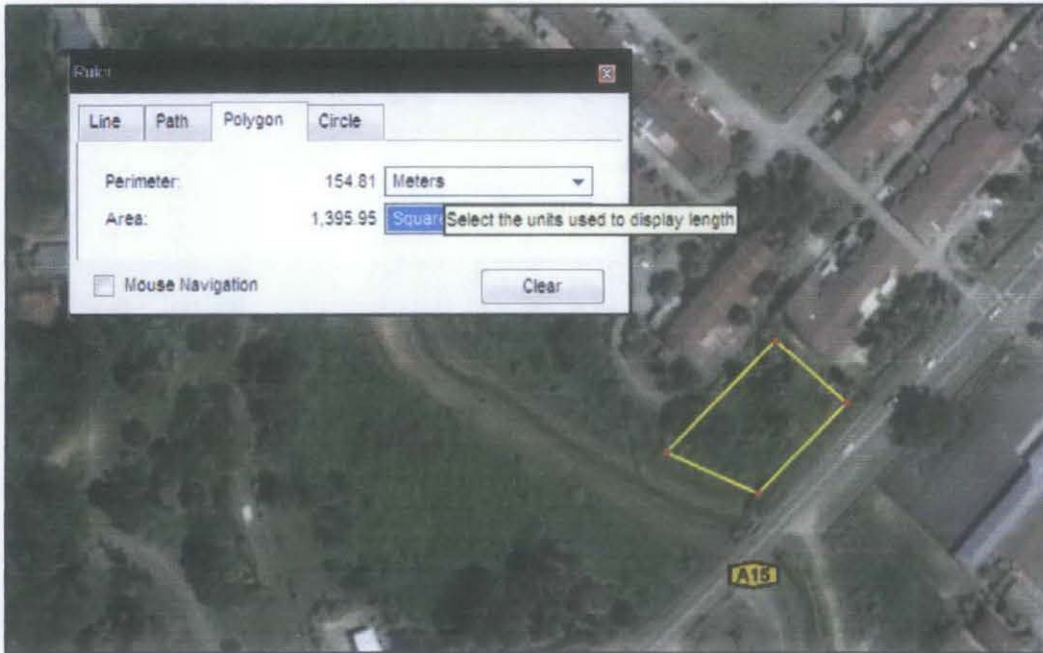 Ruler
Line Path Polygon Circle
Perimeter: 154.81 Meters
Area: 1,395.95 Square
Select the units used to display length
Mouse Navigation Clear
A15